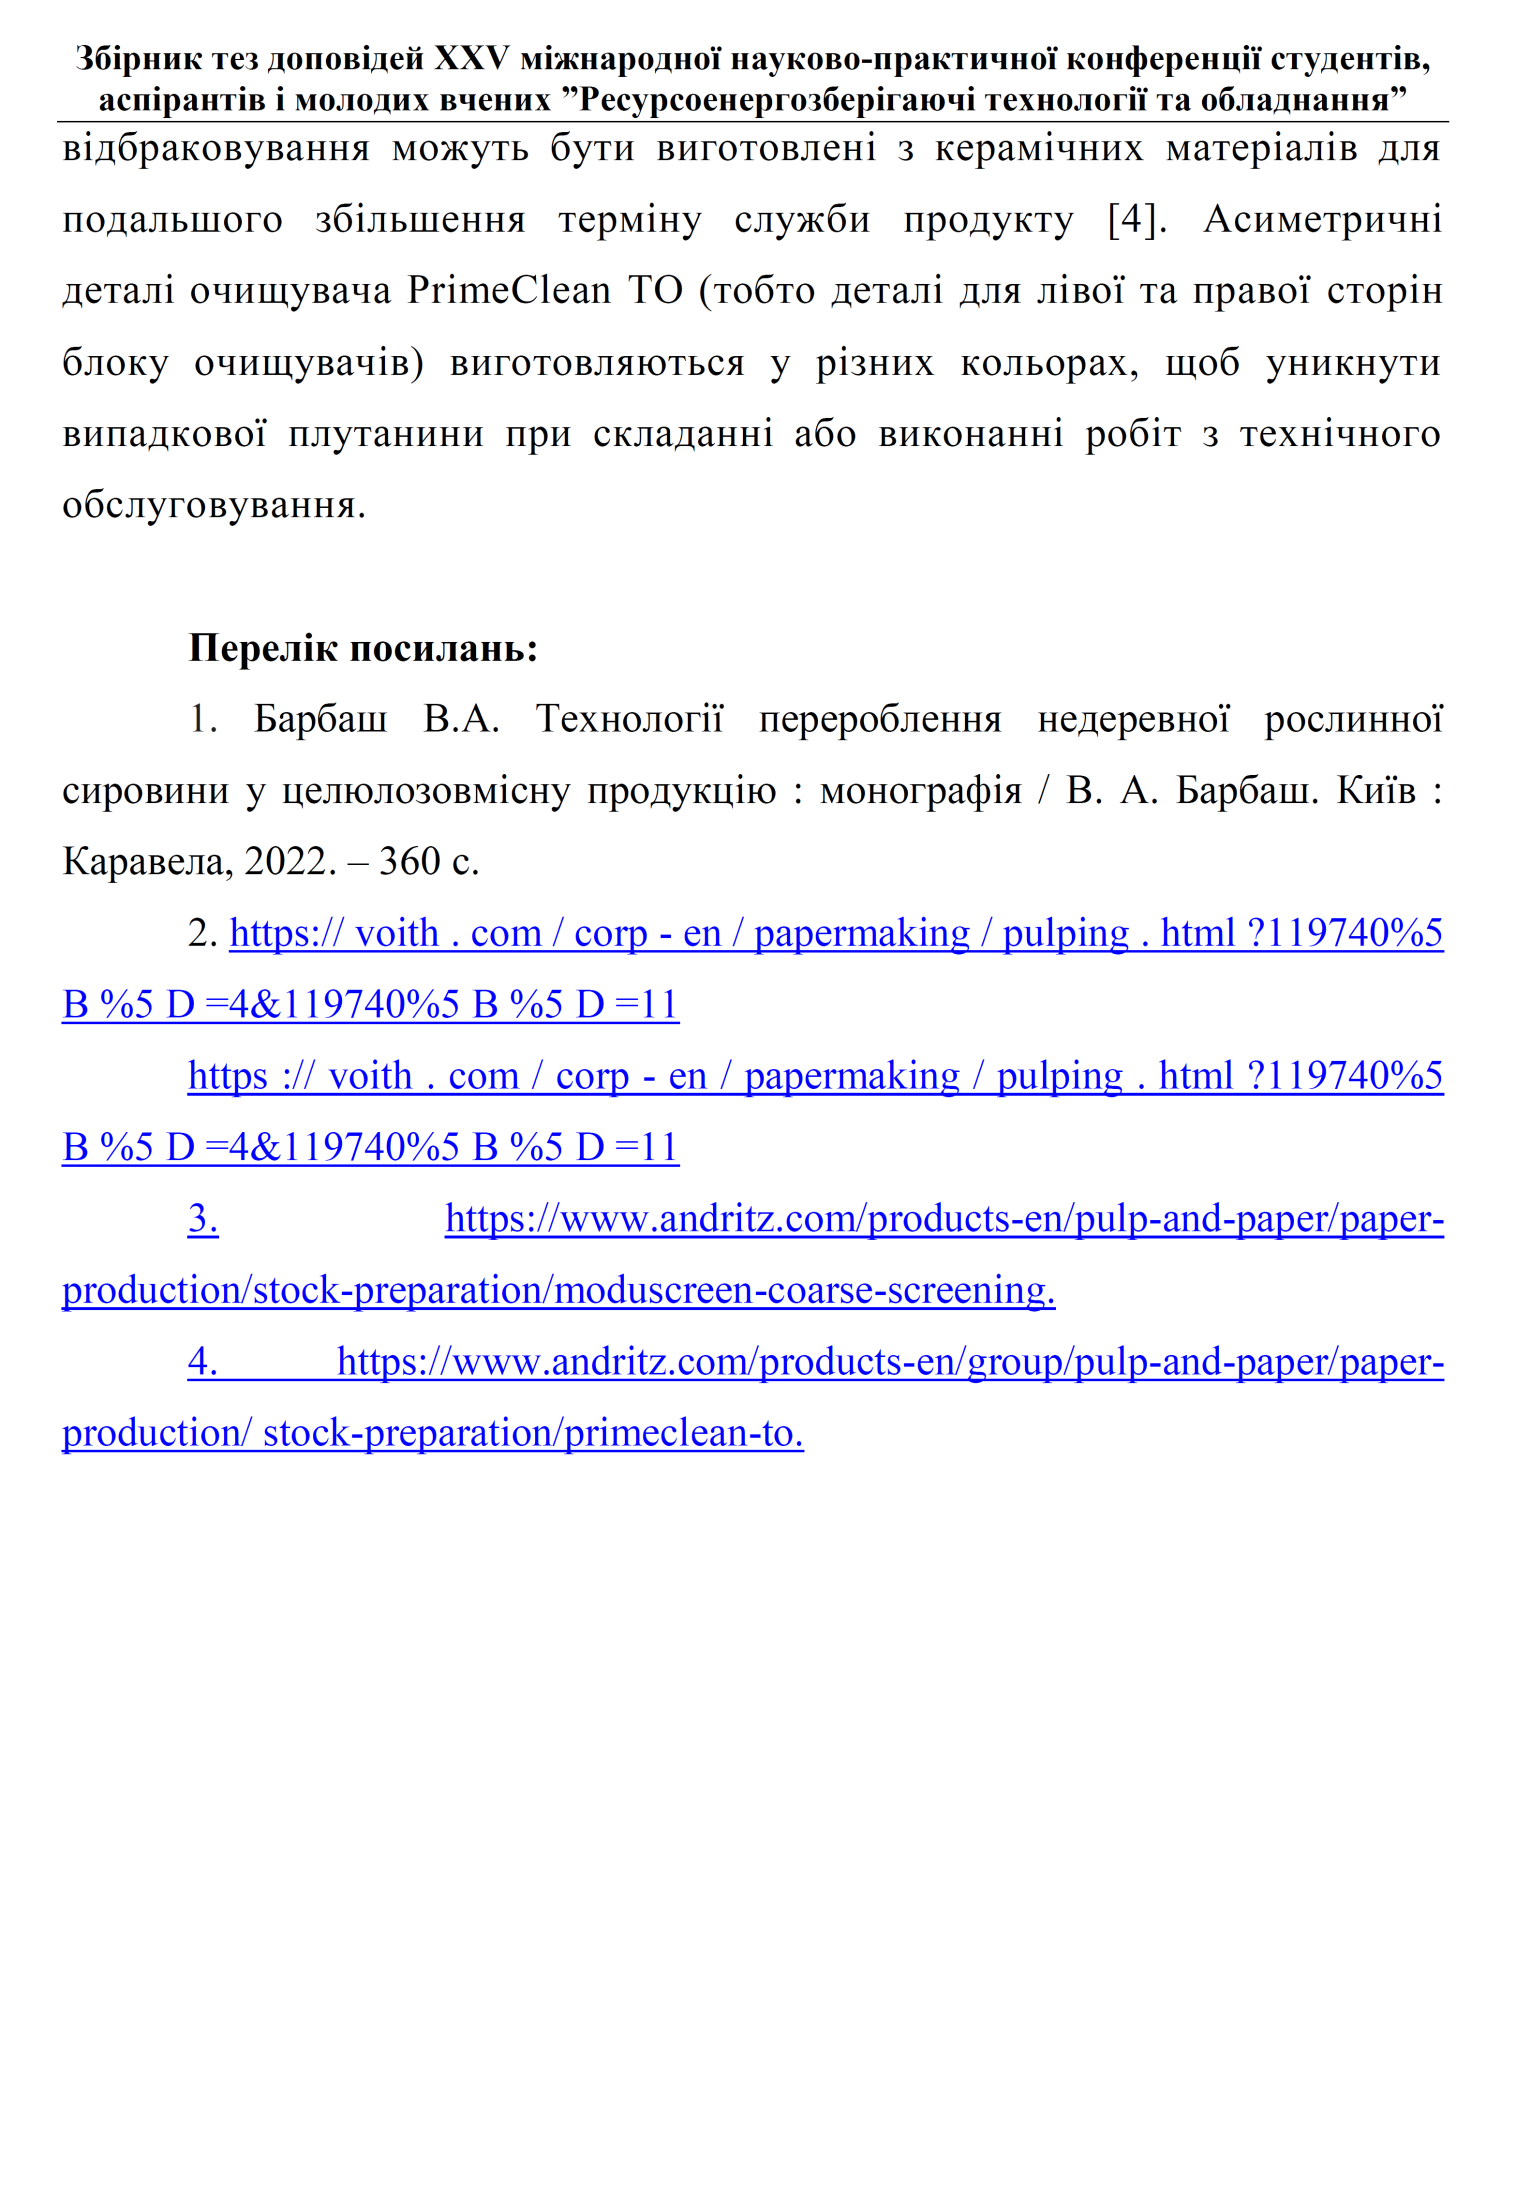 Збірник тез доповідей XXV міжнародної науково-практичної конференції студентів,
аспірантів і молодих вчених ”Ресурсоенергозберігаючі технології та обладнання”
відбраковування можуть бути виготовлені з керамічних матеріалів для
подальшого збільшення терміну служби продукту [4]. Асиметричні
деталі очищувача PrimeClean TO (тобто деталі для лівої та правої сторін
блоку очищувачів) виготовляються у різних кольорах, щоб уникнути
випадкової плутанини при складанні або виконанні робіт з технічного
обслуговування.
Перелік посилань:
1. Барбаш В.А. Технології перероблення недеревної рослинної
сировини у целюлозовмісну продукцію : монографія / В. А. Барбаш. Київ :
Каравела, 2022. – 360 с.
2. https:// voith . com / corp - en / papermaking / pulping . html ?119740%5
B %5 D =4&119740%5 B %5 D =11
https :// voith . com / corp - en / papermaking / pulping . html ?119740%5
B %5 D =4&119740%5 B %5 D =11
3. https://www.andritz.com/products-en/pulp-and-paper/paper-
production/stock-preparation/moduscreen-coarse-screening.
4. https://www.andritz.com/products-en/group/pulp-and-paper/paper-
production/ stock-preparation/primeclean-to.